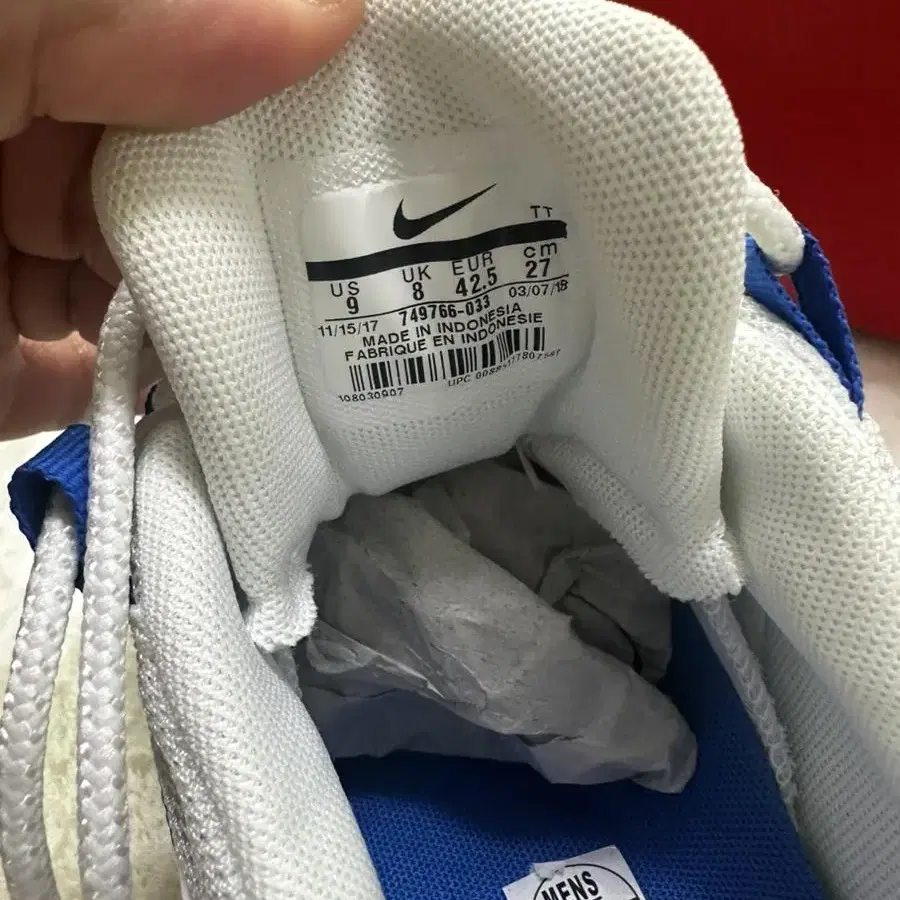 TT
US UK EUR cm
9 8 42.5 27
11/15/17 749766-033 03/07/18
MADE IN INDONESIA
FABRIQUE EN INDONESIE
UPC
108030907
MENS